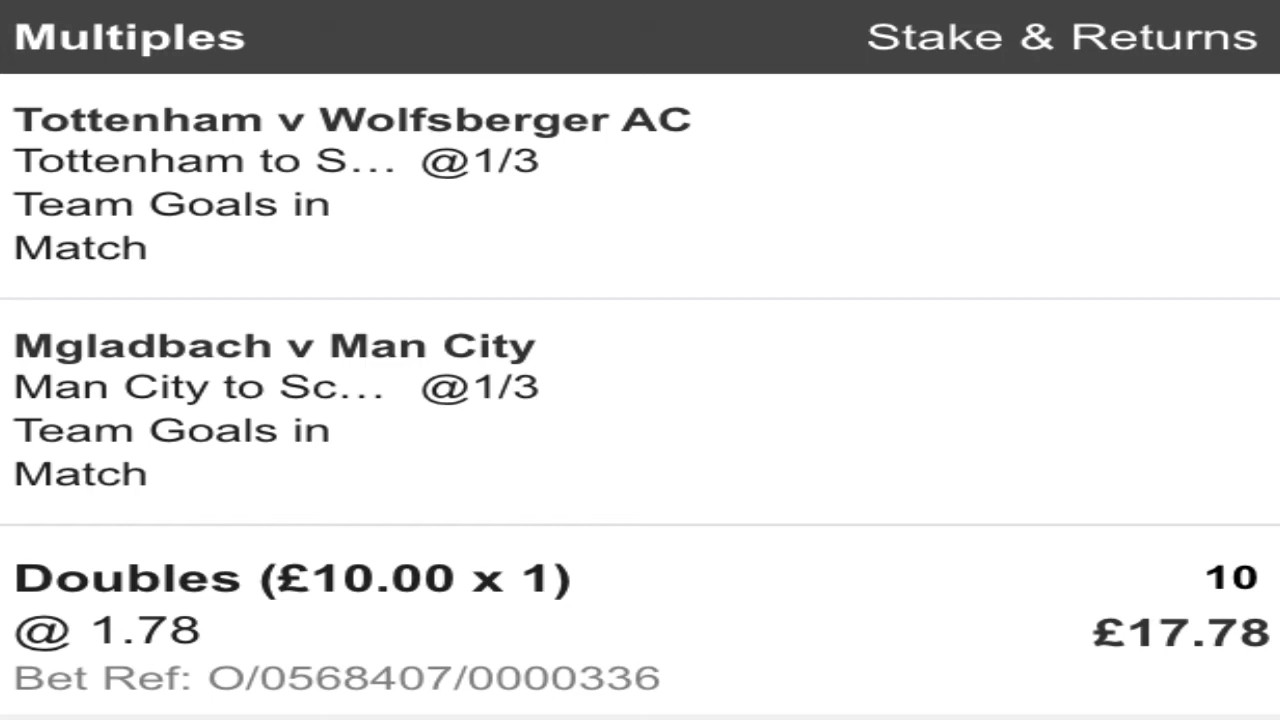 Multiples Stake & Returns
Tottenham v Wolfsberger AC
Tottenham to S... @1/3
Team Goals in
Match
Mgladbach v Man City
Man City to Sc... @1/3
Team Goals in
Match
Doubles (£10.00 x 1) 10
@ 1.78 £17.78
Bet Ref: O/0568407/0000336